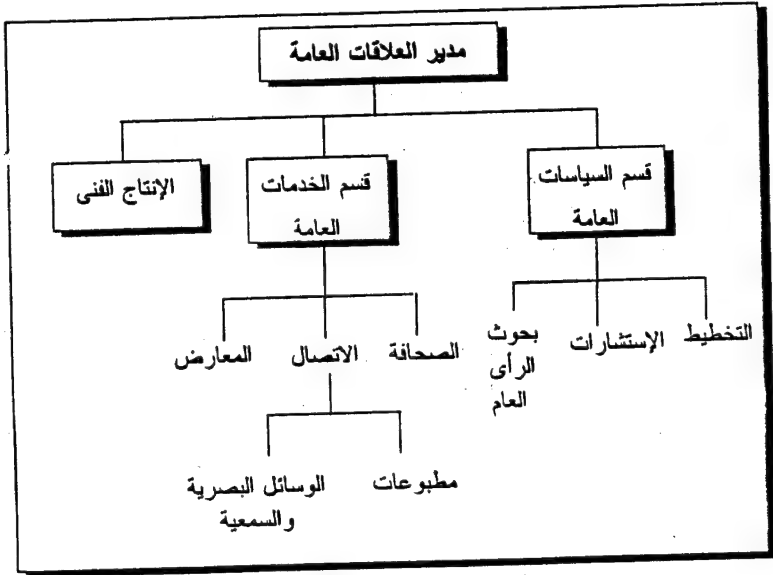 مدير العلاقات العامة
قسم السياسات
العامة
قسم الخدمات
العامة
الإنتاج الفنى
التخطيط
الإستشارات
بحوث
الرأى
العام
الصحافة
الاتصال
المعارض
مطبوعات
الوسائل البصرية
والسمعية